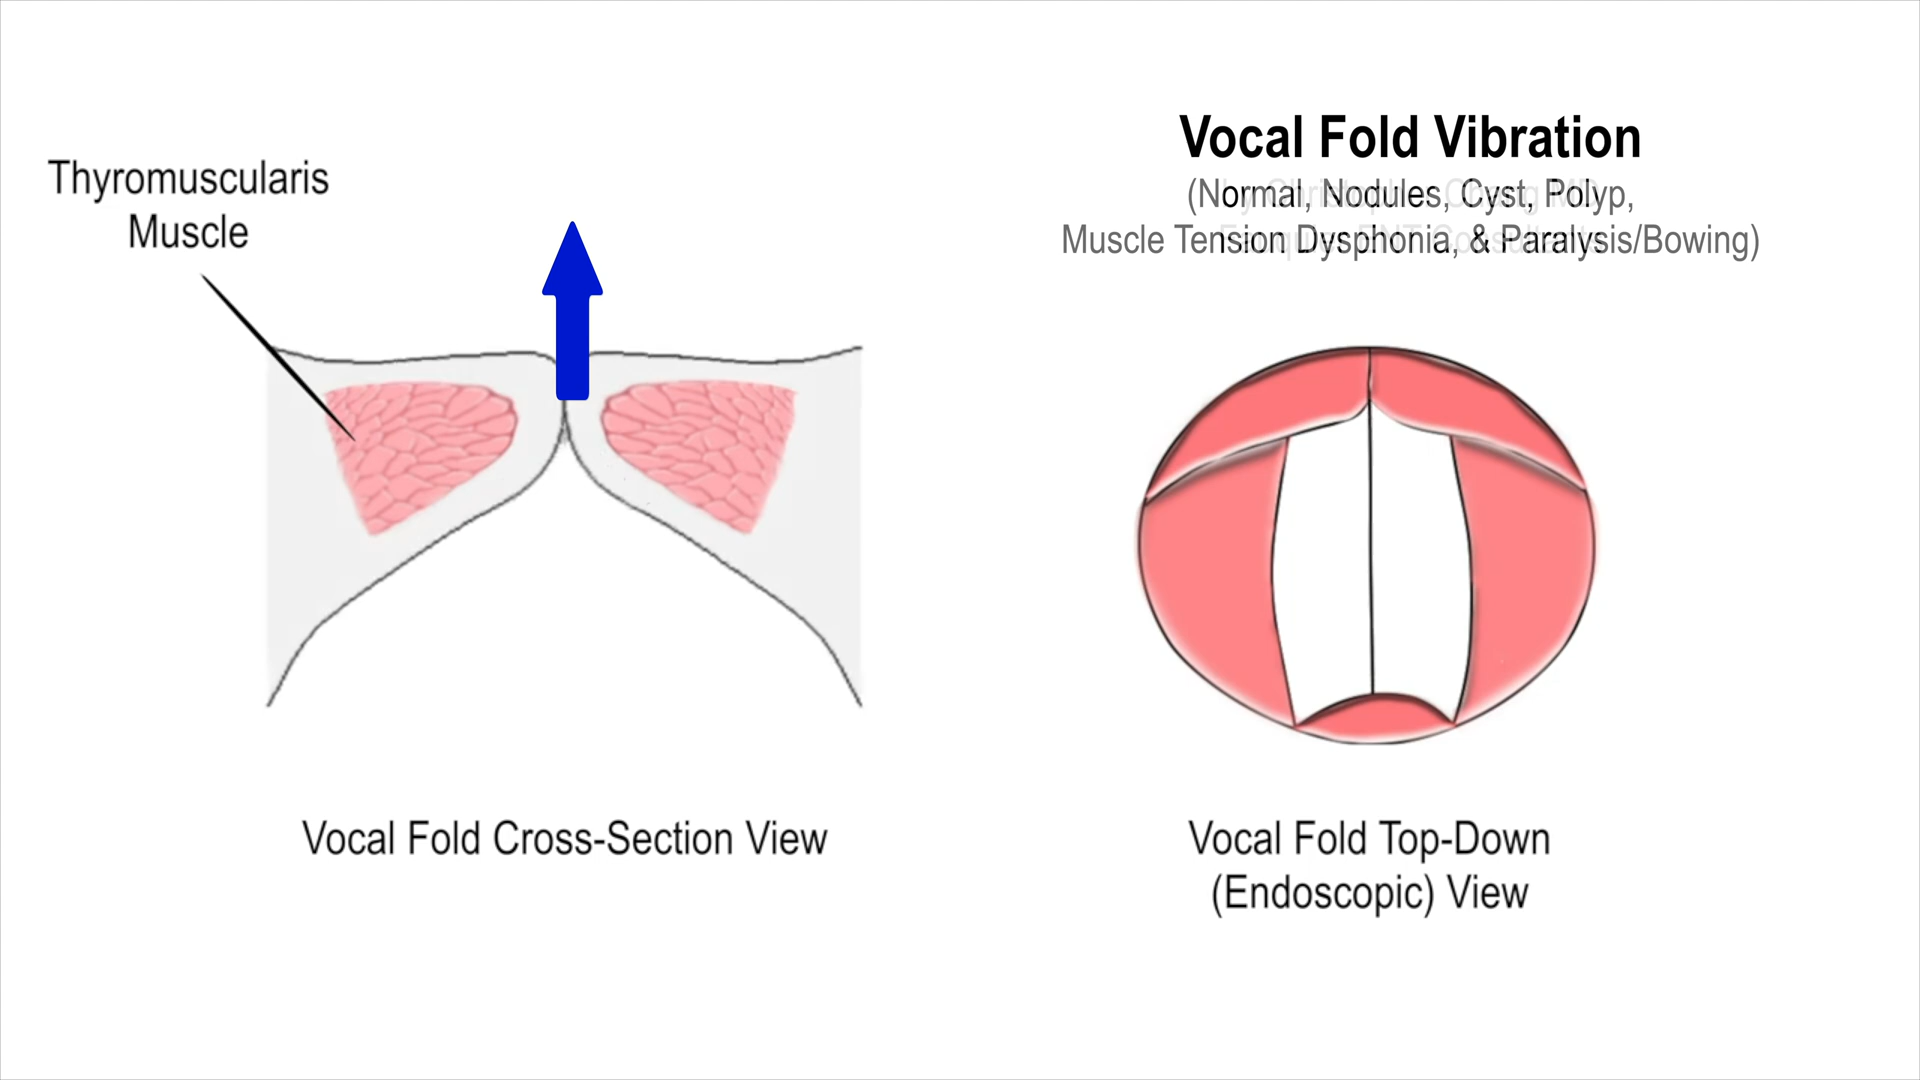 Thyromuscularis
Muscle
Vocal Fold Vibration
(Normal, Nodules, Cyst, Polyp,
Muscle Tension Dysphonia, & Paralysis/Bowing)
Vocal Fold Cross-Section View
Vocal Fold Top-Down
(Endoscopic) View